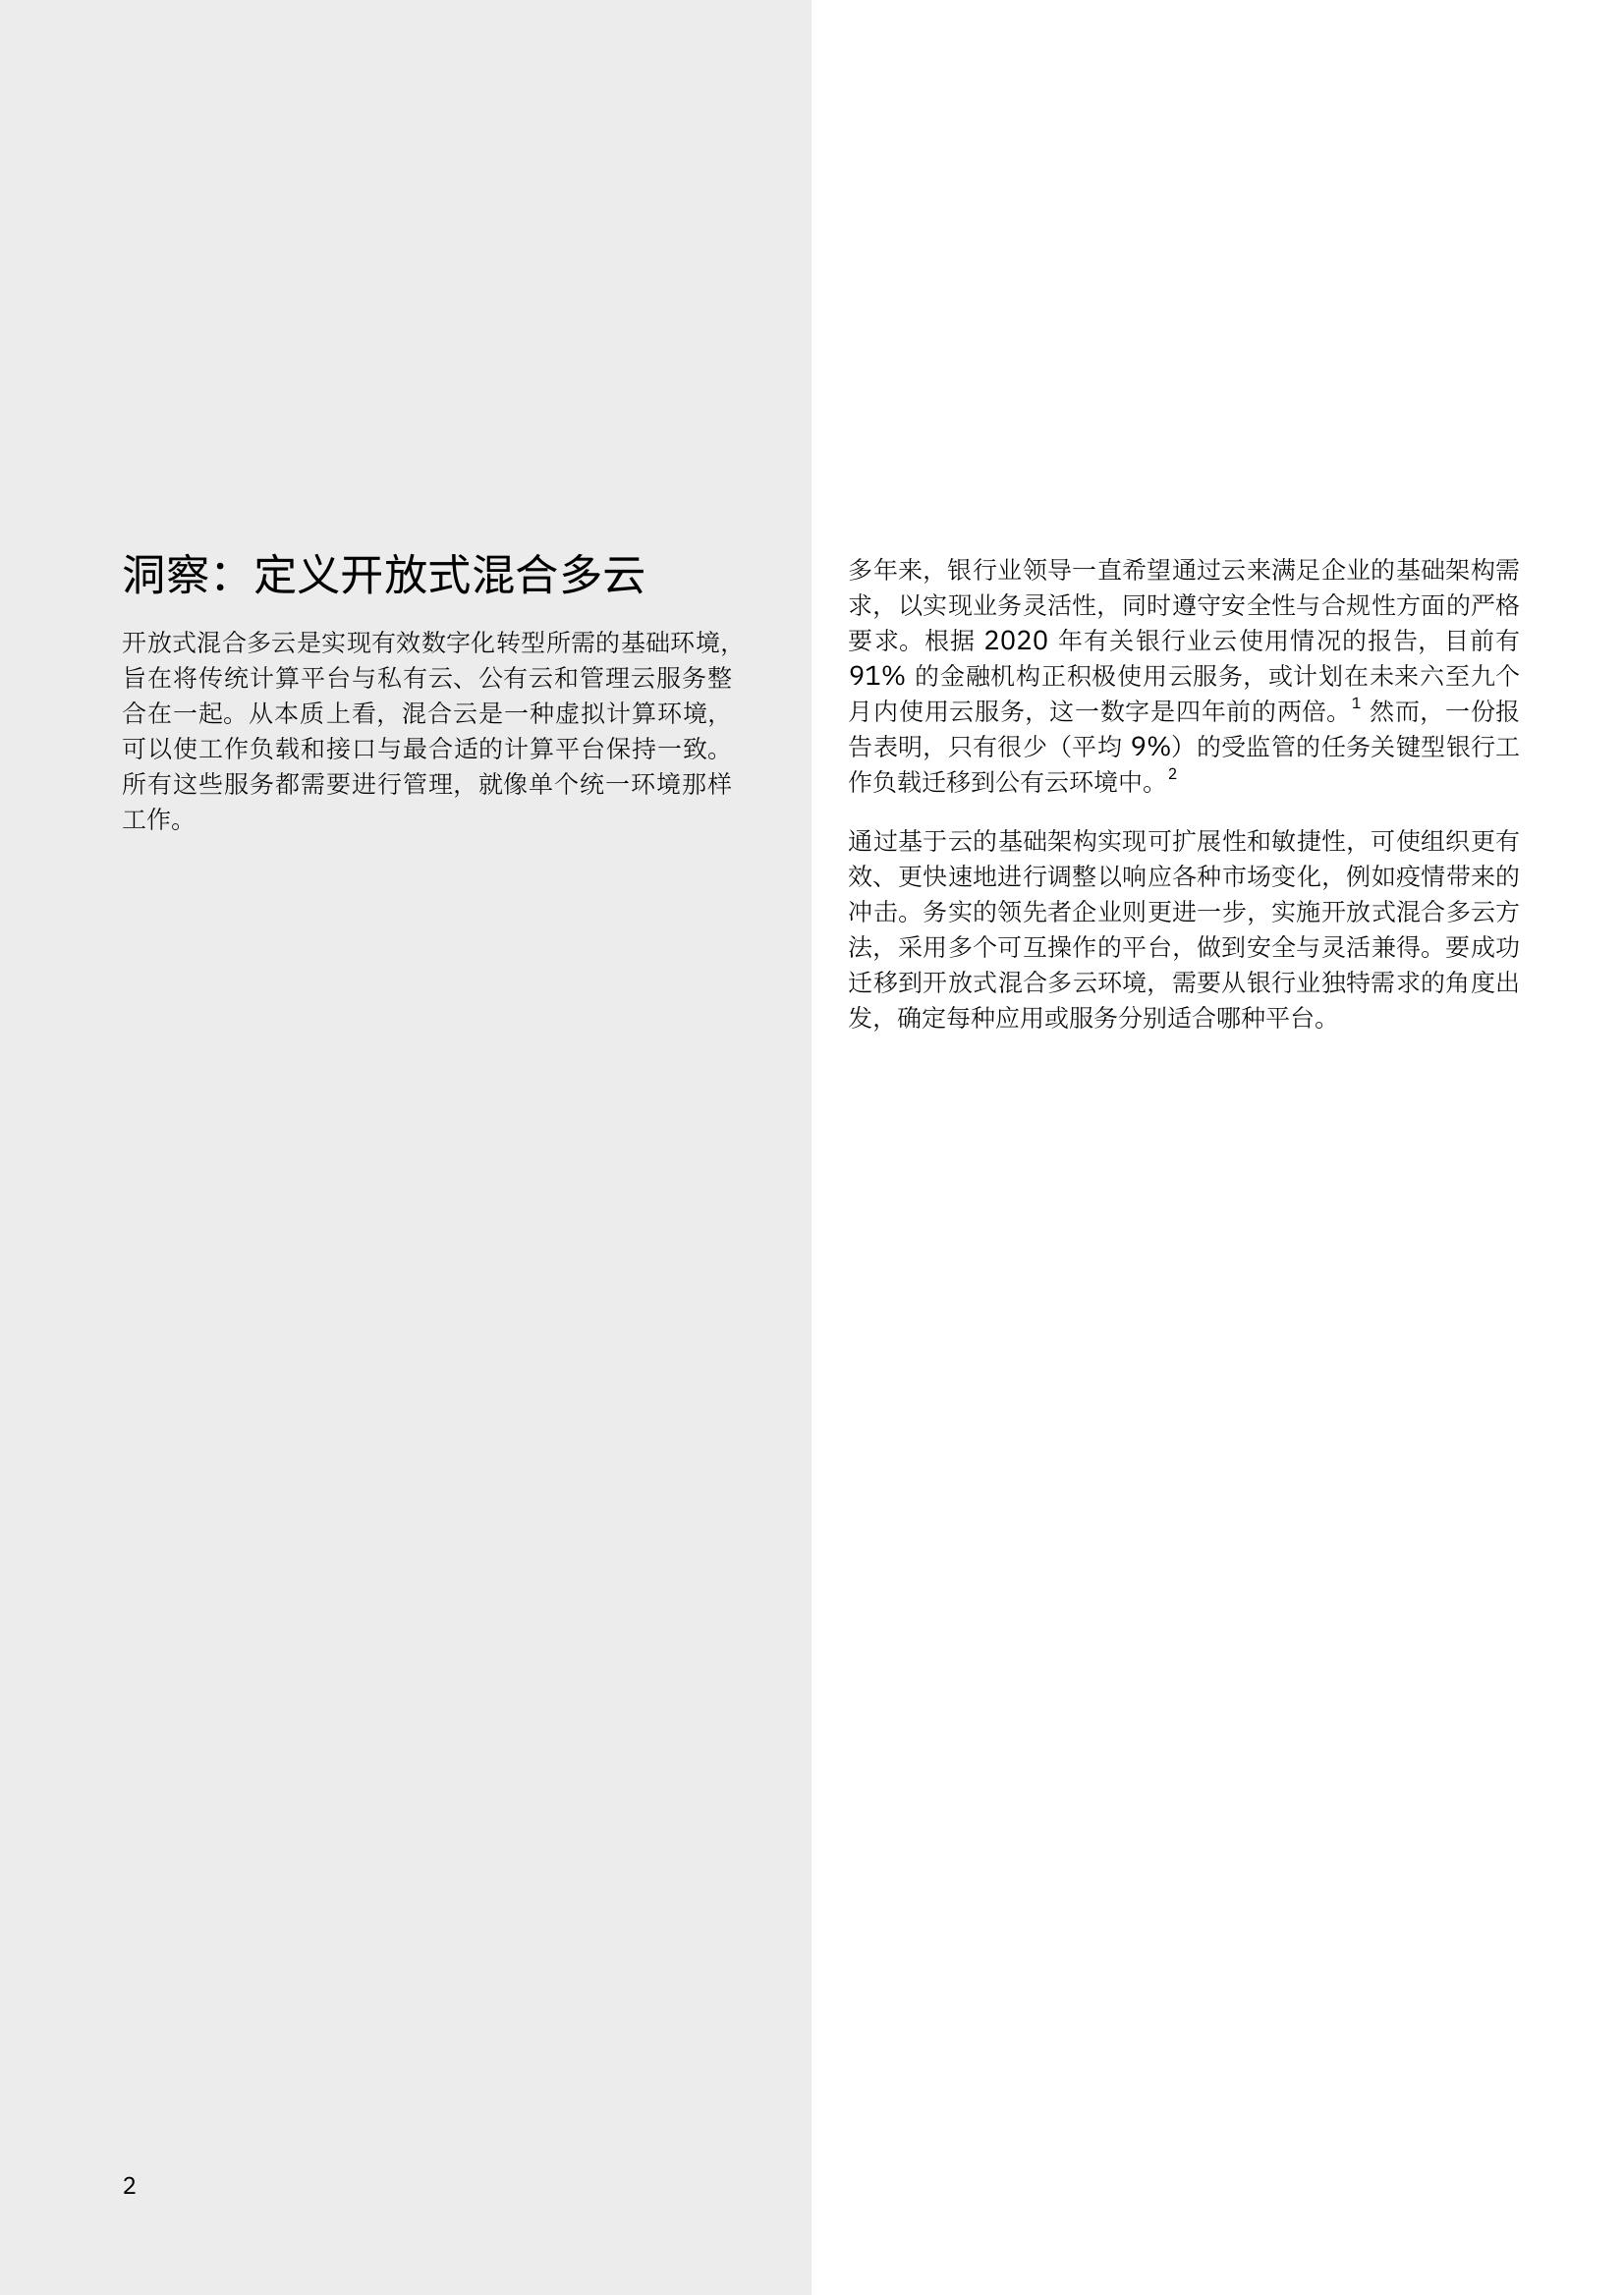 洞察：定义开放式混合多云
开放式混合多云是实现有效数字化转型所需的基础环境，
旨在将传统计算平台与私有云、公有云和管理云服务整
合在一起。从本质上看，混合云是一种虚拟计算环境，
可以使工作负载和接口与最合适的计算平台保持一致。
所有这些服务都需要进行管理，就像单个统一环境那样
工作。
多年来，银行业领导一直希望通过云来满足企业的基础架构需
求，以实现业务灵活性，同时遵守安全性与合规性方面的严格
要求。根据 2020 年有关银行业云使用情况的报告，目前有
91% 的金融机构正积极使用云服务，或计划在未来六至九个
月内使用云服务，这一数字是四年前的两倍。1 然而，一份报
告表明，只有很少（平均 9%）的受监管的任务关键型银行工
作负载迁移到公有云环境中。2
通过基于云的基础架构实现可扩展性和敏捷性，可使组织更有
效、更快速地进行调整以响应各种市场变化，例如疫情带来的
冲击。务实的领先者企业则更进一步，实施开放式混合多云方
法，采用多个可互操作的平台，做到安全与灵活兼得。要成功
迁移到开放式混合多云环境，需要从银行业独特需求的角度出
发，确定每种应用或服务分别适合哪种平台。
2